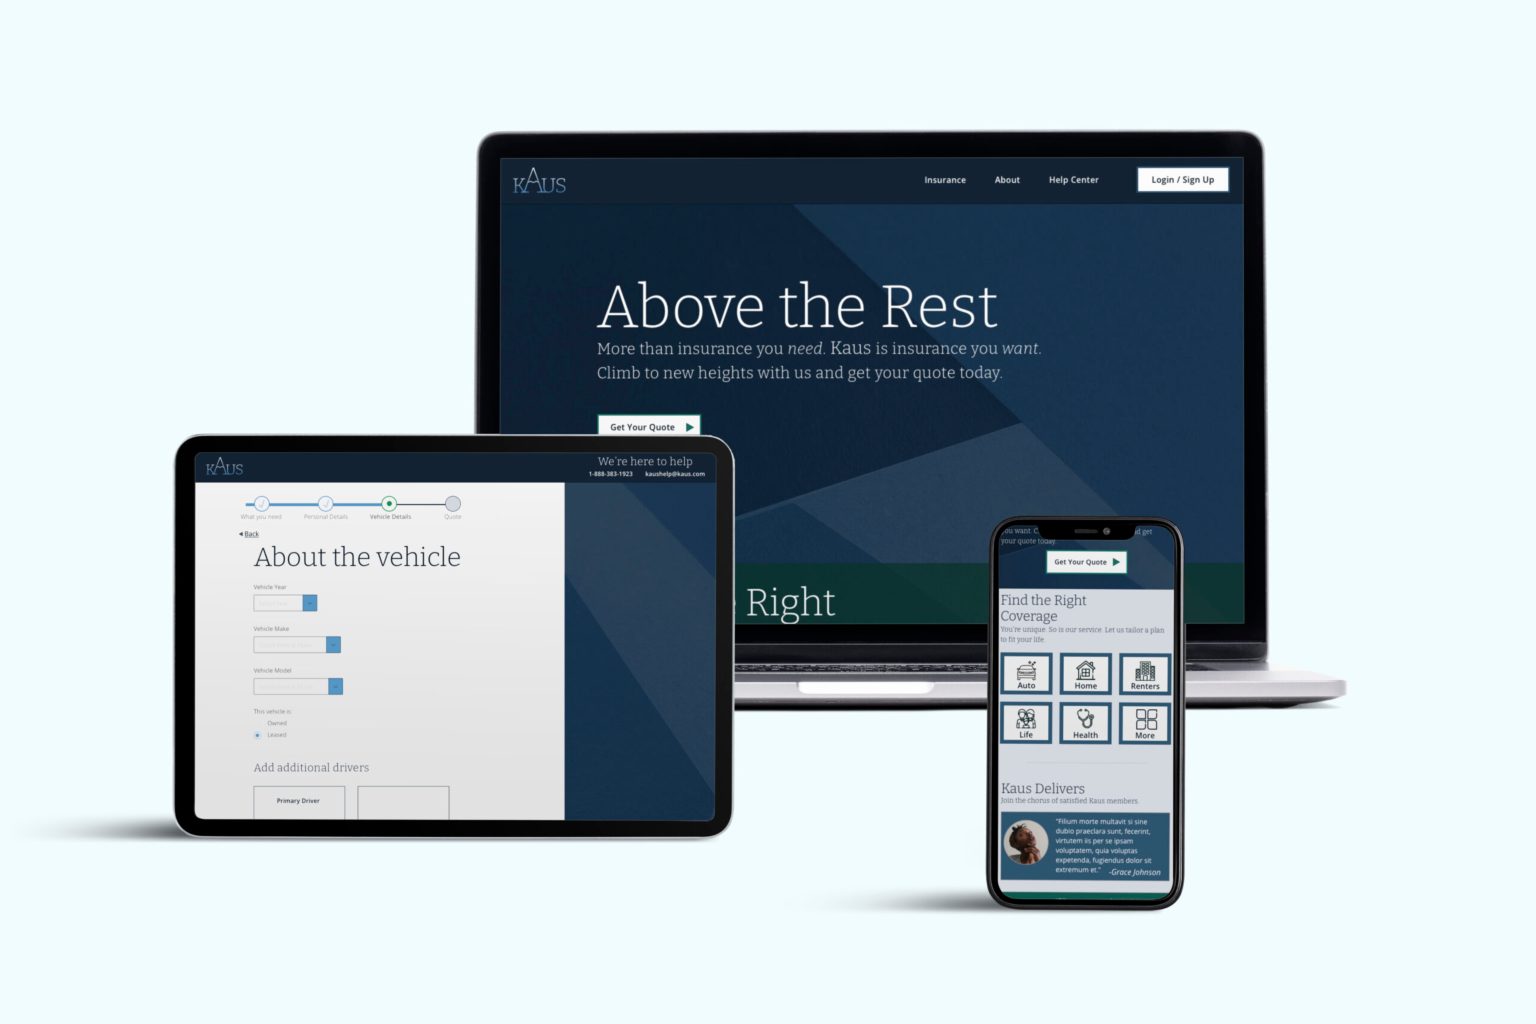 KAUS
Insurance
About
Help Center
Login / Sign Up
Above the Rest
More than insurance you need. Kaus is insurance you want.
Climb to new heights with us and get your quote today.
Get Your Quote
Right
KAUS
We're here to help
1-888-383-1923
kaushelp@kaus.com
What you need
Personal Details
Vehicle Details
Quote
Back
About the vehicle
Vehicle Year
Vehicle Make
Vehicle Model
This vehicle is:
Owned
Leased
Add additional drivers
Primary Driver
you want. C
d get
your quote today.
Get Your Quote
Find the Right
Coverage
You're unique. So is our service. Let us tailor a plan
to fit your life.
Auto
Home
Renters
Life
Health
More
Kaus Delivers
Join the chorus of satisfied Kaus members.
"Filium morte multavit si sine
dubio praeclara sunt, fecerint,
virtutem iis per se ipsam
voluptatem, quia voluptas
expetenda, fugiendus dolor sit
extremum et."
-Grace Johnson